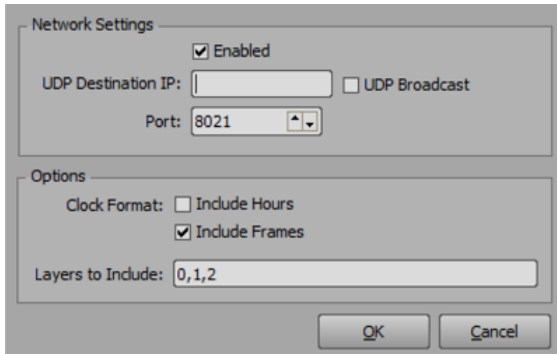 Network Settings
Enabled
UDP Destination IP:
UDP Broadcast
Port: 8021
Options
Clock Format: Include Hours
Include Frames
Layers to Include: 0,1,2
OK Cancel